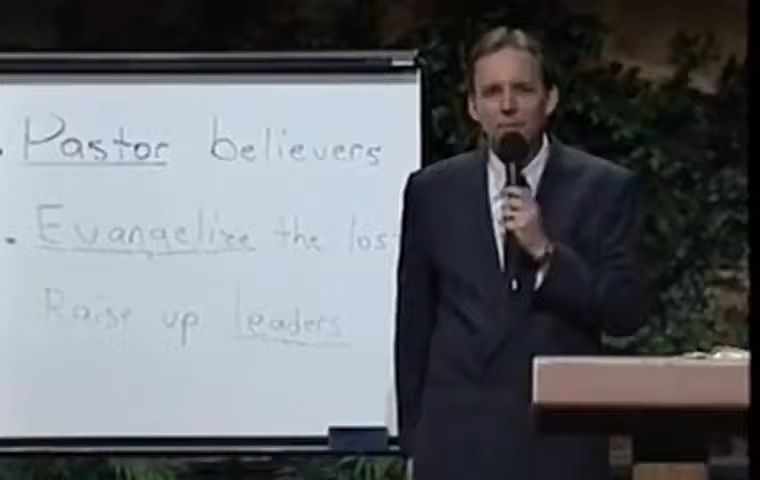 . Pastor believers
. Evangelize the los
Raise up leaders